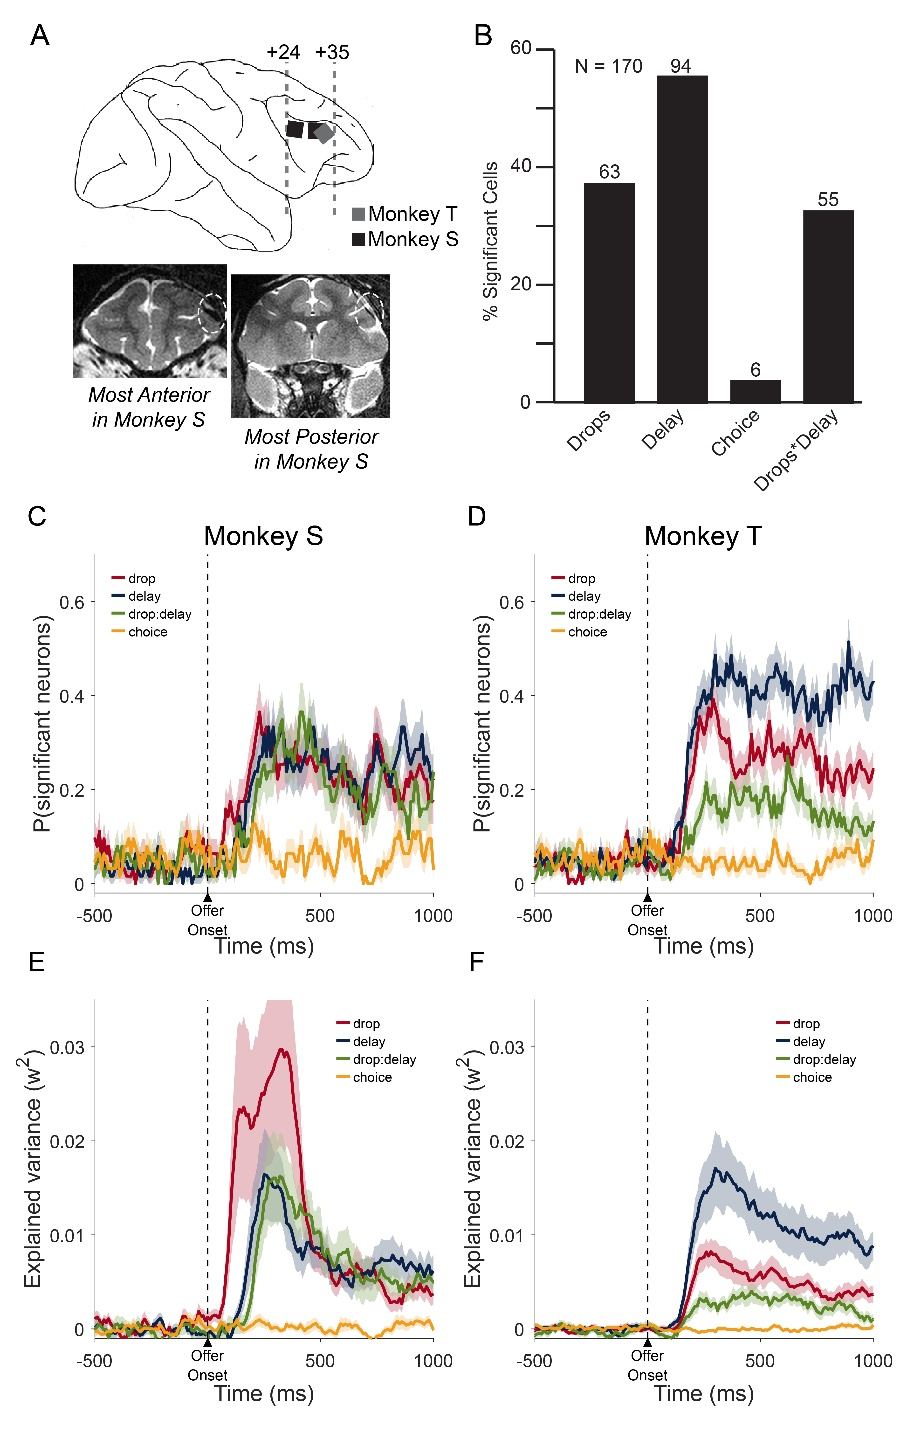 A
+24 +35
Monkey T
Monkey S
Most Anterior
in Monkey S
Most Posterior
in Monkey S
B
% Significant Cells
60
40
20
0
N = 170
63
94
6
55
Drops
Delay
Choice
Drops*Delay
C
Monkey S
P(significant neurons)
0.6
0.4
0.2
0
drop
delay
drop:delay
choice
-500
500
1000
Offer
Onset
Time (ms)
D
Monkey T
P(significant neurons)
0.6
0.4
0.2
0
drop
delay
drop:delay
choice
-500
500
1000
Offer
Onset
Time (ms)
E
Explained variance (w²)
0.03
0.02
0.01
0
drop
delay
drop:delay
choice
-500
500
1000
Offer
Onset
Time (ms)
F
Explained variance (w²)
0.03
0.02
0.01
0
drop
delay
drop:delay
choice
-500
500
1000
Offer
Onset
Time (ms)